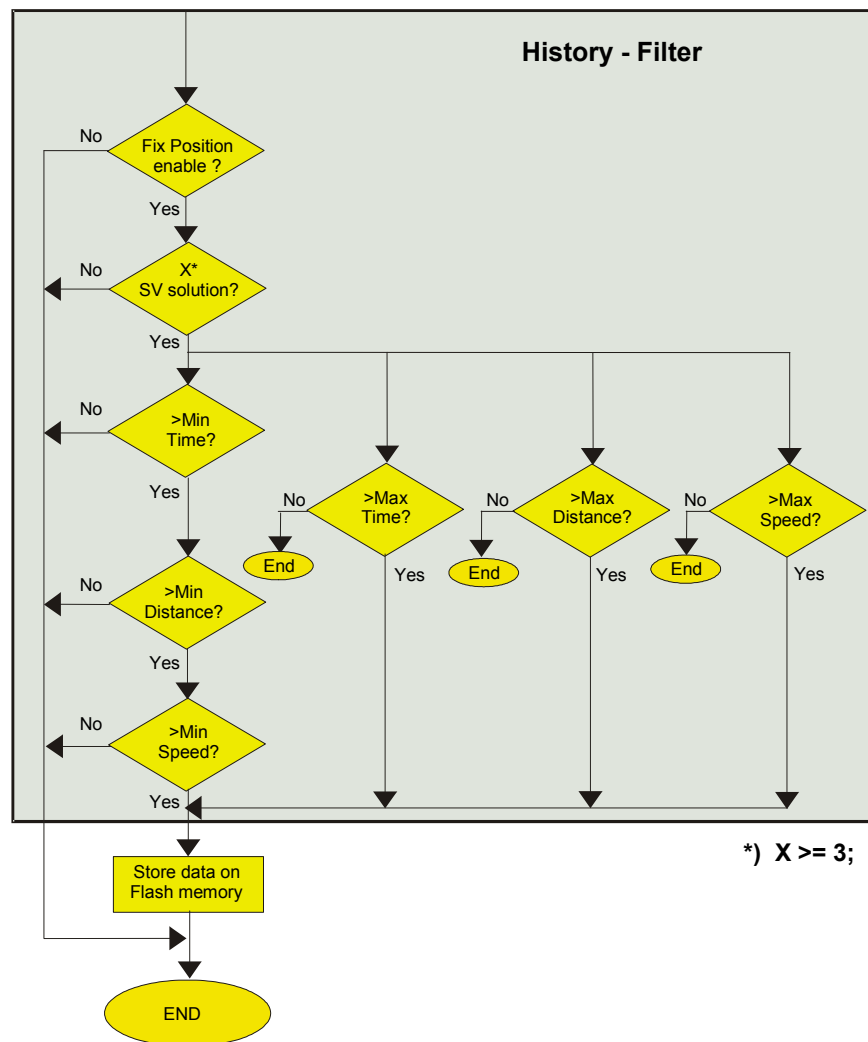 History - Filter
No
Fix Position
enable ?
Yes
No
X*
SV solution?
Yes
No
>Min
Time?
Yes
No
>Max
Time?
No
>Max
Distance?
No
>Max
Speed?
End
End
End
Yes
Yes
Yes
No
>Min
Distance?
Yes
No
>Min
Speed?
Yes
*) X >= 3;
Store data on
Flash memory
END